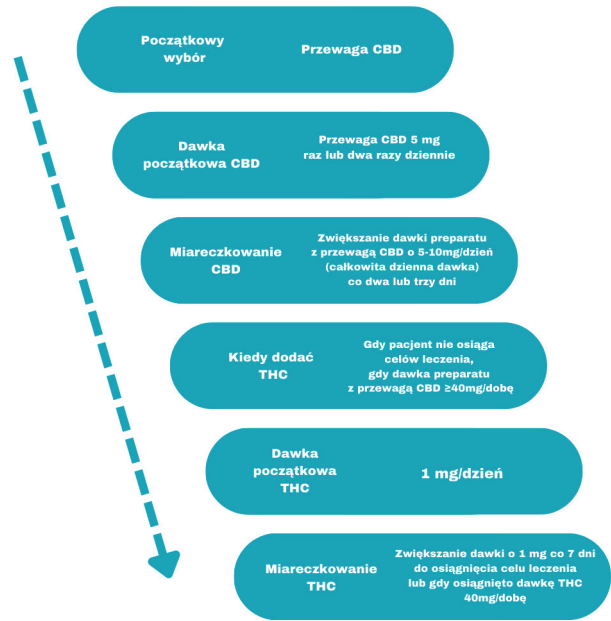 Początkowy
wybór
Przewaga CBD
Dawka
początkowa CBD
Przewaga CBD 5 mg
raz lub dwa razy dziennie
Miareczkowanie
CBD
Zwiększanie dawki preparatu
z przewagą CBD o 5-10mg/dzień
(całkowita dzienna dawka)
co dwa lub trzy dni
Kiedy dodać
THC
Gdy pacjent nie osiąga
celów leczenia,
gdy dawka preparatu
z przewagą CBD ≥40mg/dobę
Dawka
początkowa
THC
1 mg/dzień
Miareczkowanie
THC
Zwiększanie dawki o 1 mg co 7 dni
do osiągnięcia celu leczenia
lub gdy osiągnięto dawkę THC
40mg/dobę